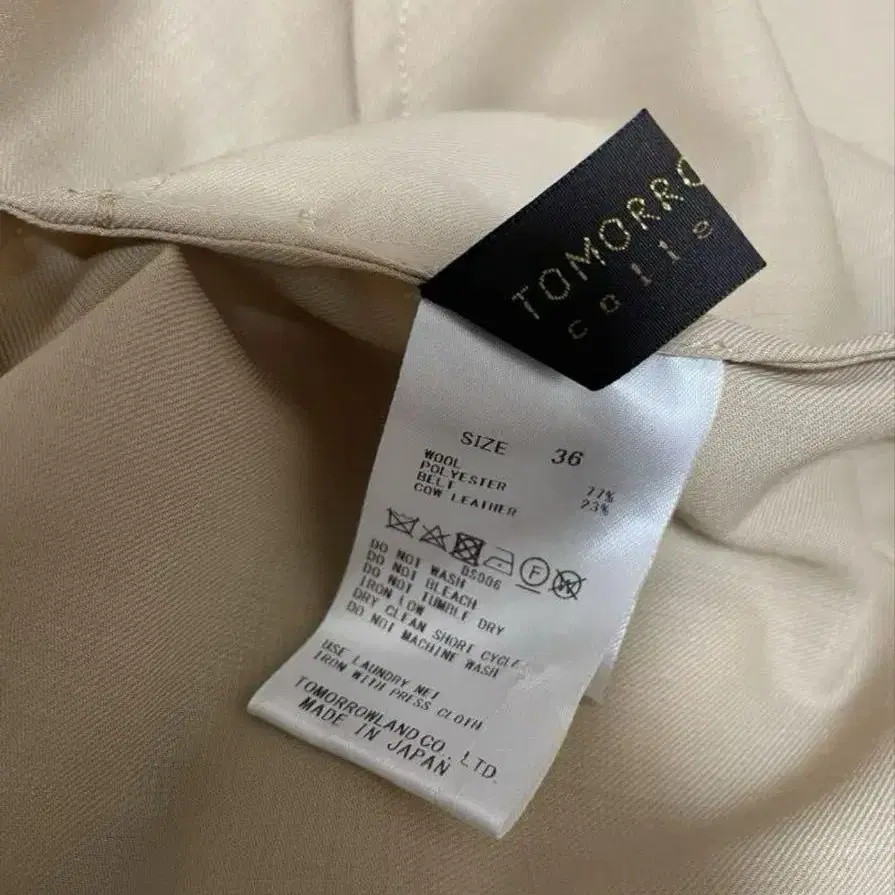 TOMORRO
colle
SIZE 36
WOOL 77%
POLYESTER 23%
BELT
COW LEATHER
F W
BS006
DO NOT WASH
DO NOT BLEACH
DO NOT TUMBLE DRY
IRON LOW
DRY CLEAN SHORT CYCLE
DO NOT MACHINE WASH
USE LAUNDRY NET
IRON WITH PRESS CLOTH
TOMORROWLAND CO., LTD.
MADE IN JAPAN